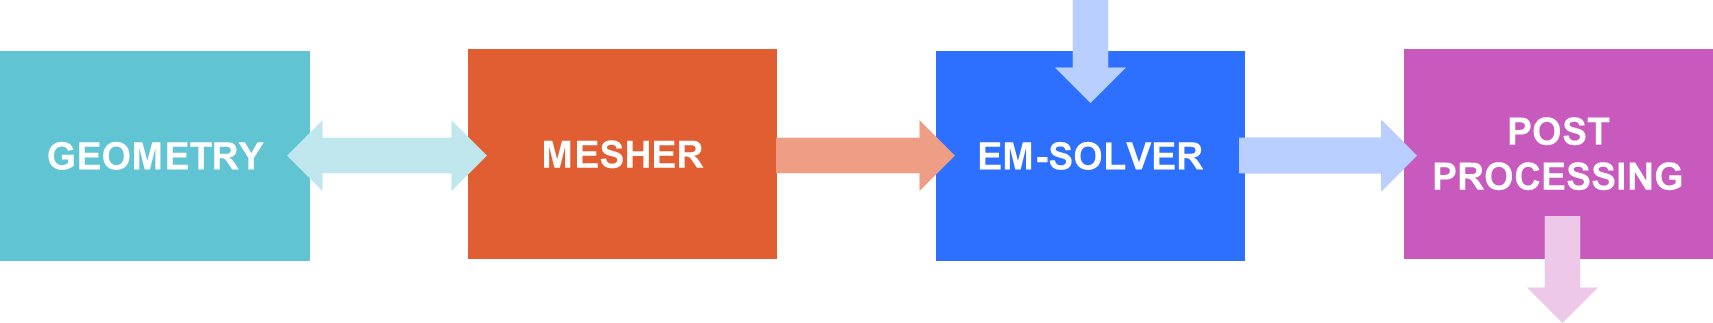 GEOMETRY
MESHER
EM-SOLVER
POST
PROCESSING